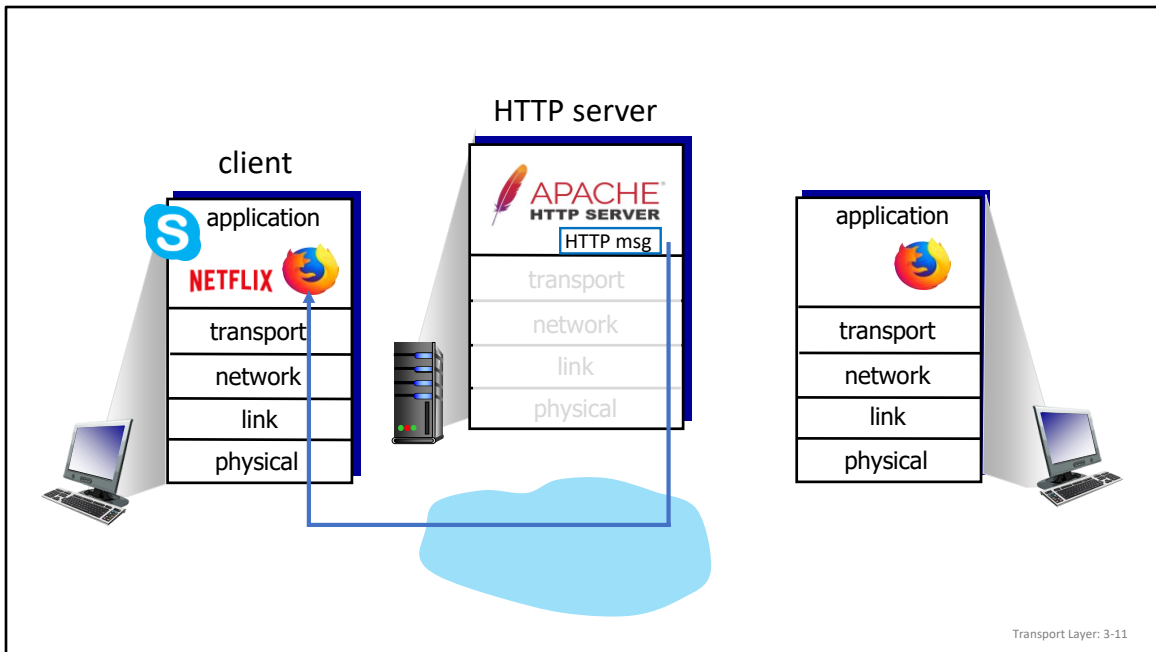 HTTP server
client
APACHE®
HTTP SERVER
HTTP msg
transport
network
link
physical
S
application
NETFLIX
transport
network
link
physical
application
transport
network
link
physical
Transport Layer: 3-11